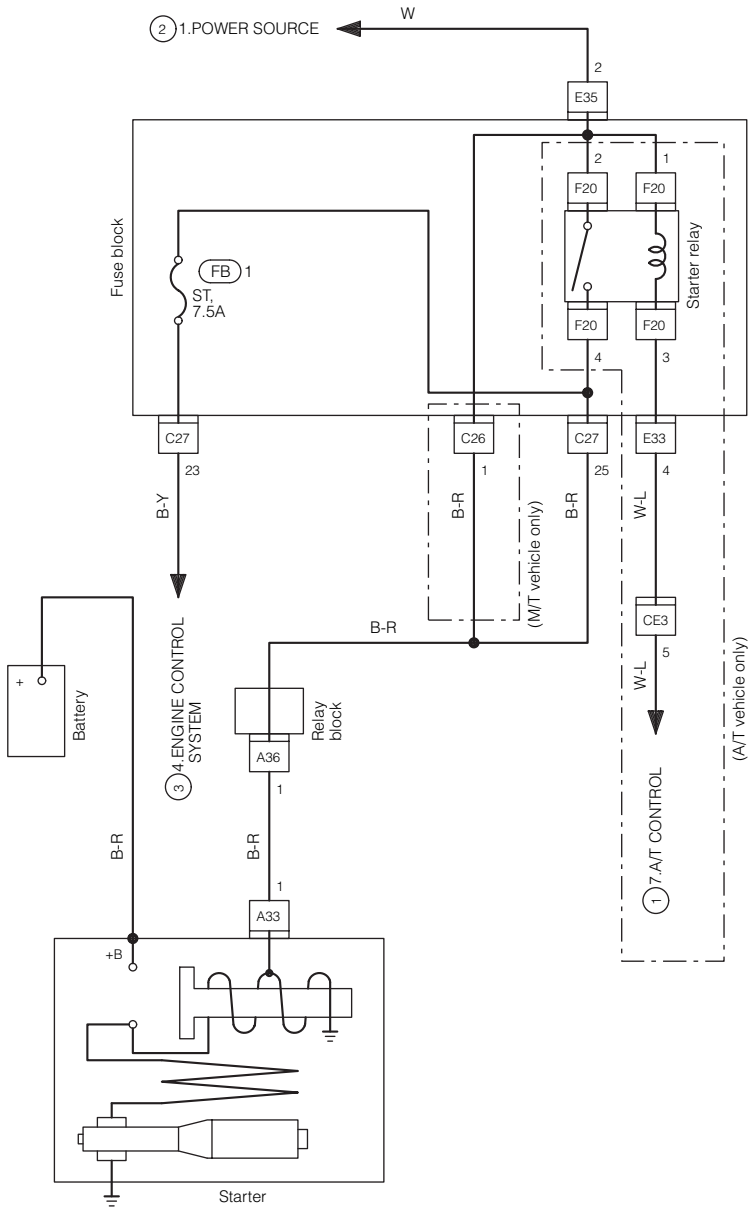 W
2 1.POWER SOURCE
2
E35
2
1
F20
F20
Fuse block
FB 1
ST,
7.5A
Starter relay
F20
F20
4
3
C27
C26
C27
E33
23
1
25
4
B-Y
B-R
B-R
W-L
(M/T vehicle only)
CE3
B-R
5
W-L
(A/T vehicle only)
+
Battery
3 4.ENGINE CONTROL
SYSTEM
Relay
block
A36
1
B-R
B-R
1 7.A/T CONTROL
1
A33
+B
Starter